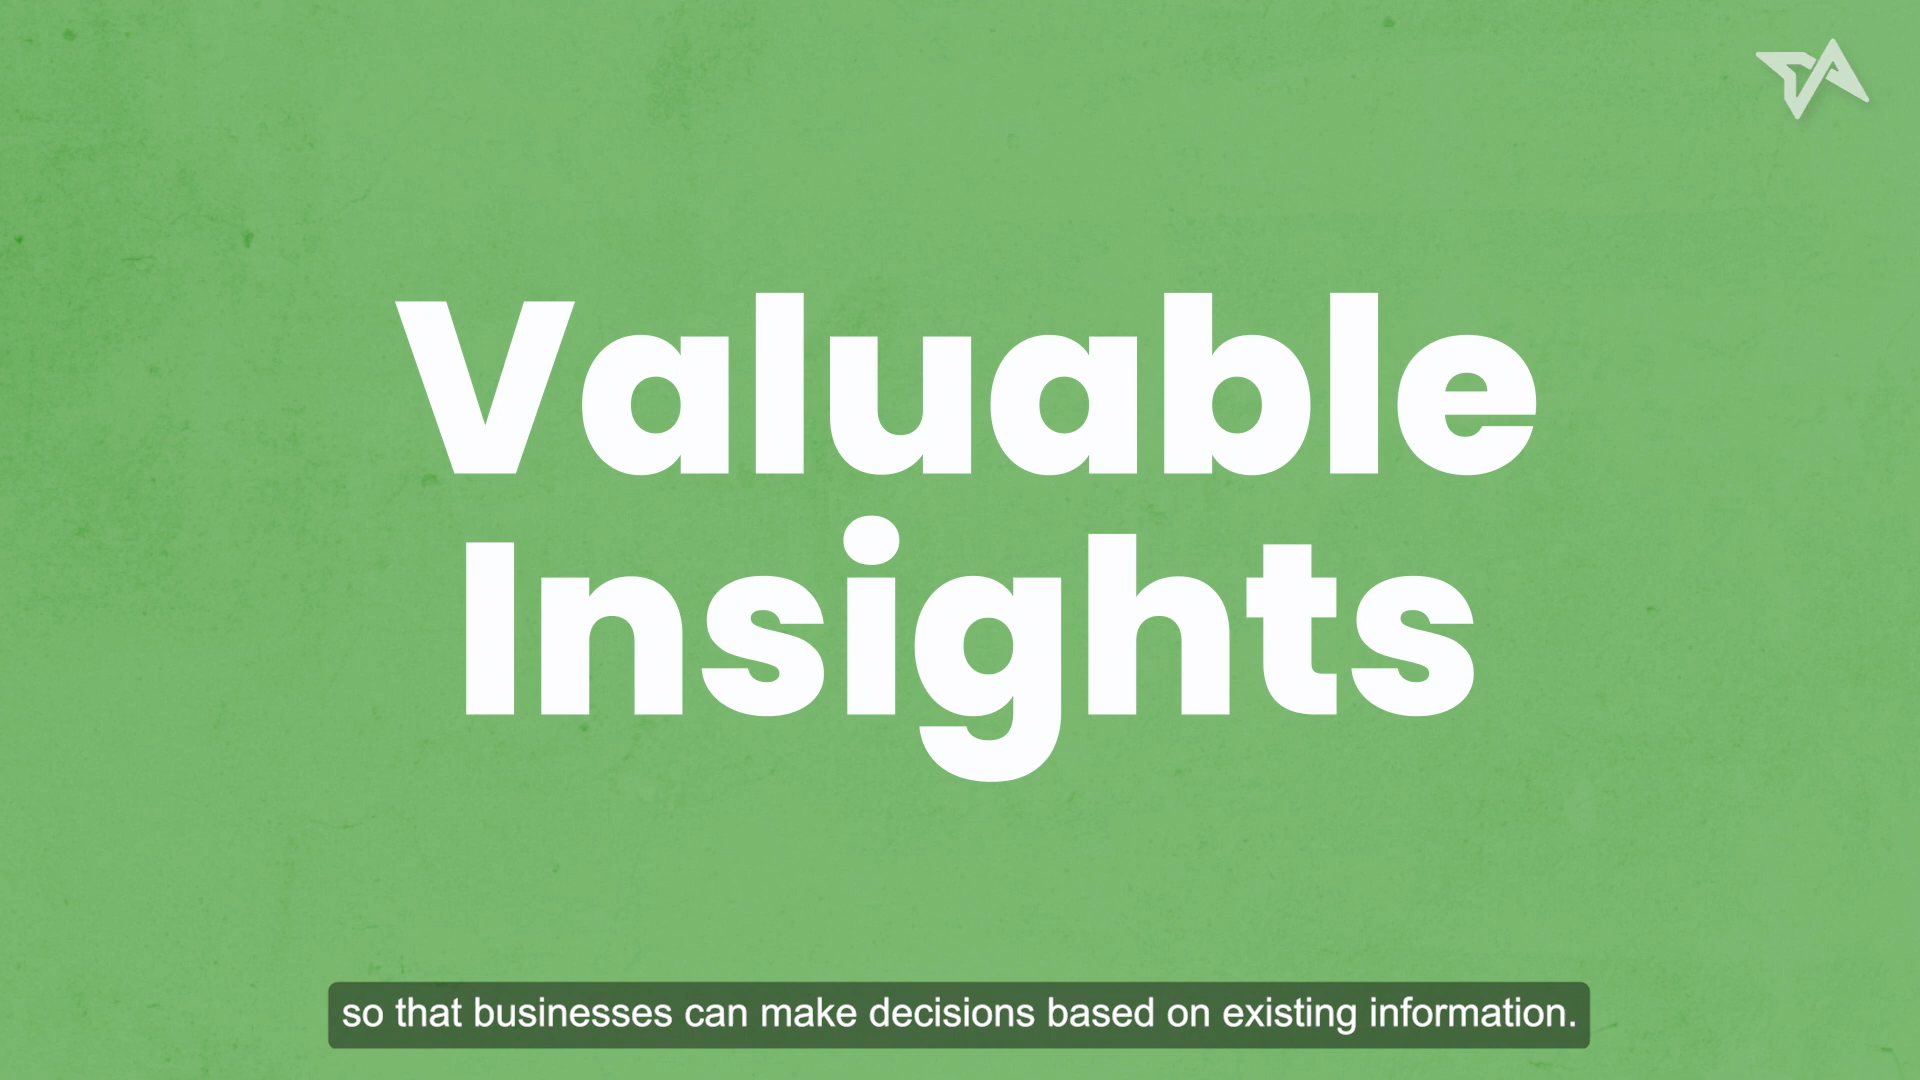 Valuable
Insights
so that businesses can make decisions based on existing information.